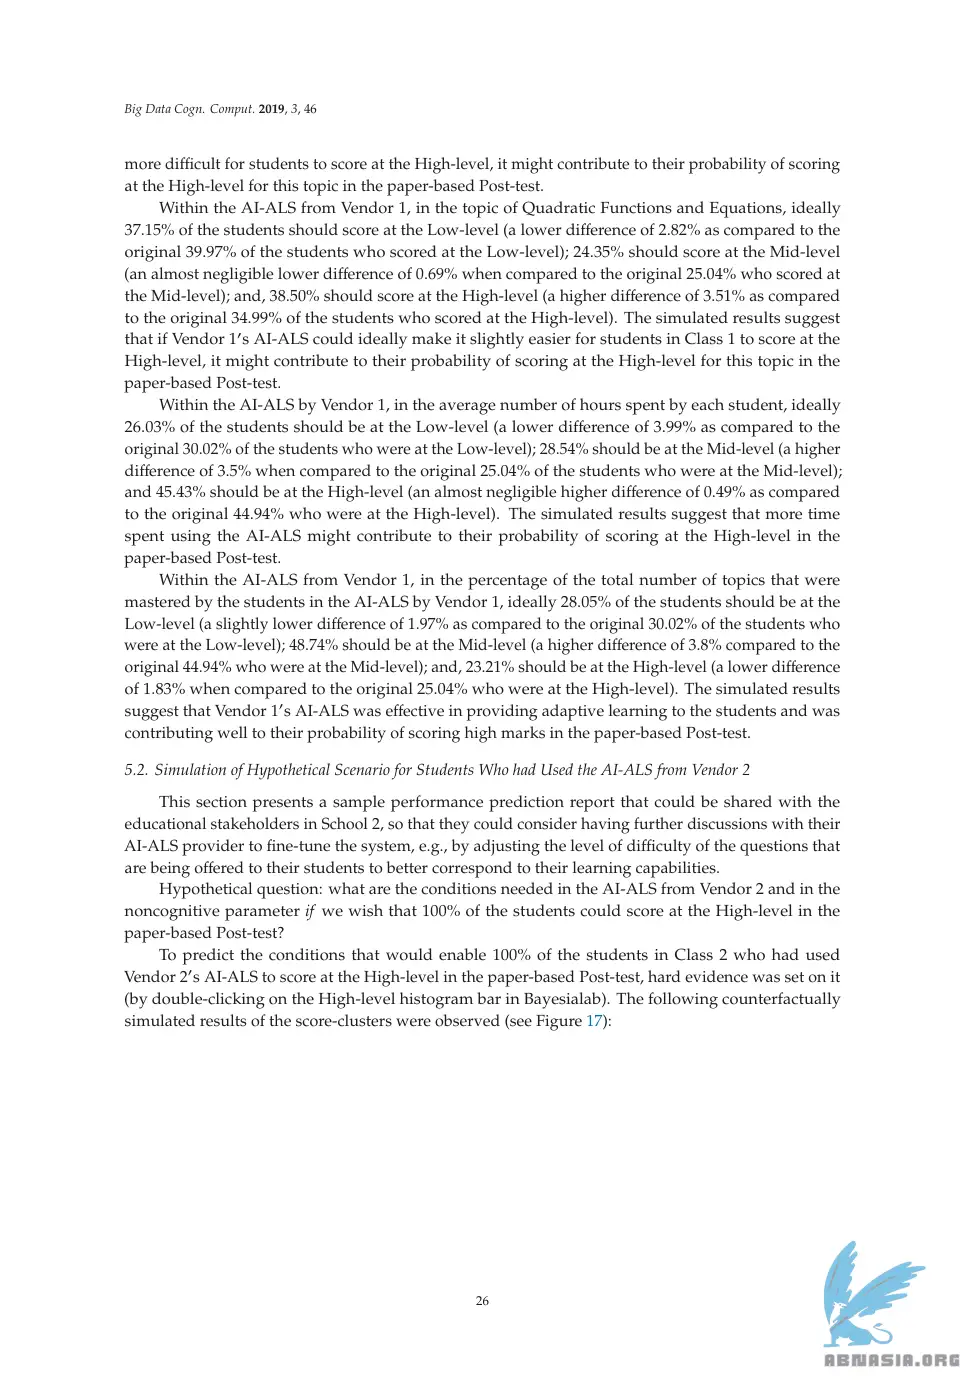 Big Data Cogn. Comput. 2019, 3, 46
more difficult for students to score at the High-level, it might contribute to their probability of scoring
at the High-level for this topic in the paper-based Post-test.
Within the AI-ALS from Vendor 1, in the topic of Quadratic Functions and Equations, ideally
37.15% of the students should score at the Low-level (a lower difference of 2.82% as compared to the
original 39.97% of the students who scored at the Low-level); 24.35% should score at the Mid-level
(an almost negligible lower difference of 0.69% when compared to the original 25.04% who scored at
the Mid-level); and, 38.50% should score at the High-level (a higher difference of 3.51% as compared
to the original 34.99% of the students who scored at the High-level). The simulated results suggest
that if Vendor 1′s AI-ALS could ideally make it slightly easier for students in Class 1 to score at the
High-level, it might contribute to their probability of scoring at the High-level for this topic in the
paper-based Post-test.
Within the AI-ALS by Vendor 1, in the average number of hours spent by each student, ideally
26.03% of the students should be at the Low-level (a lower difference of 3.99% as compared to the
original 30.02% of the students who were at the Low-level); 28.54% should be at the Mid-level (a higher
difference of 3.5% when compared to the original 25.04% of the students who were at the Mid-level);
and 45.43% should be at the High-level (an almost negligible higher difference of 0.49% as compared
to the original 44.94% who were at the High-level). The simulated results suggest that more time
spent using the AI-ALS might contribute to their probability of scoring at the High-level in the
paper-based Post-test.
Within the AI-ALS from Vendor 1, in the percentage of the total number of topics that were
mastered by the students in the AI-ALS by Vendor 1, ideally 28.05% of the students should be at the
Low-level (a slightly lower difference of 1.97% as compared to the original 30.02% of the students who
were at the Low-level); 48.74% should be at the Mid-level (a higher difference of 3.8% compared to the
original 44.94% who were at the Mid-level); and, 23.21% should be at the High-level (a lower difference
of 1.83% when compared to the original 25.04% who were at the High-level). The simulated results
suggest that Vendor 1′s AI-ALS was effective in providing adaptive learning to the students and was
contributing well to their probability of scoring high marks in the paper-based Post-test.
5.2. Simulation of Hypothetical Scenario for Students Who had Used the AI-ALS from Vendor 2
This section presents a sample performance prediction report that could be shared with the
educational stakeholders in School 2, so that they could consider having further discussions with their
AI-ALS provider to fine-tune the system, e.g., by adjusting the level of difficulty of the questions that
are being offered to their students to better correspond to their learning capabilities.
Hypothetical question: what are the conditions needed in the AI-ALS from Vendor 2 and in the
noncognitive parameter if we wish that 100% of the students could score at the High-level in the
paper-based Post-test?
To predict the conditions that would enable 100% of the students in Class 2 who had used
Vendor 2′s AI-ALS to score at the High-level in the paper-based Post-test, hard evidence was set on it
(by double-clicking on the High-level histogram bar in Bayesialab). The following counterfactually
simulated results of the score-clusters were observed (see Figure 17):
26
ABNASIA.ORG